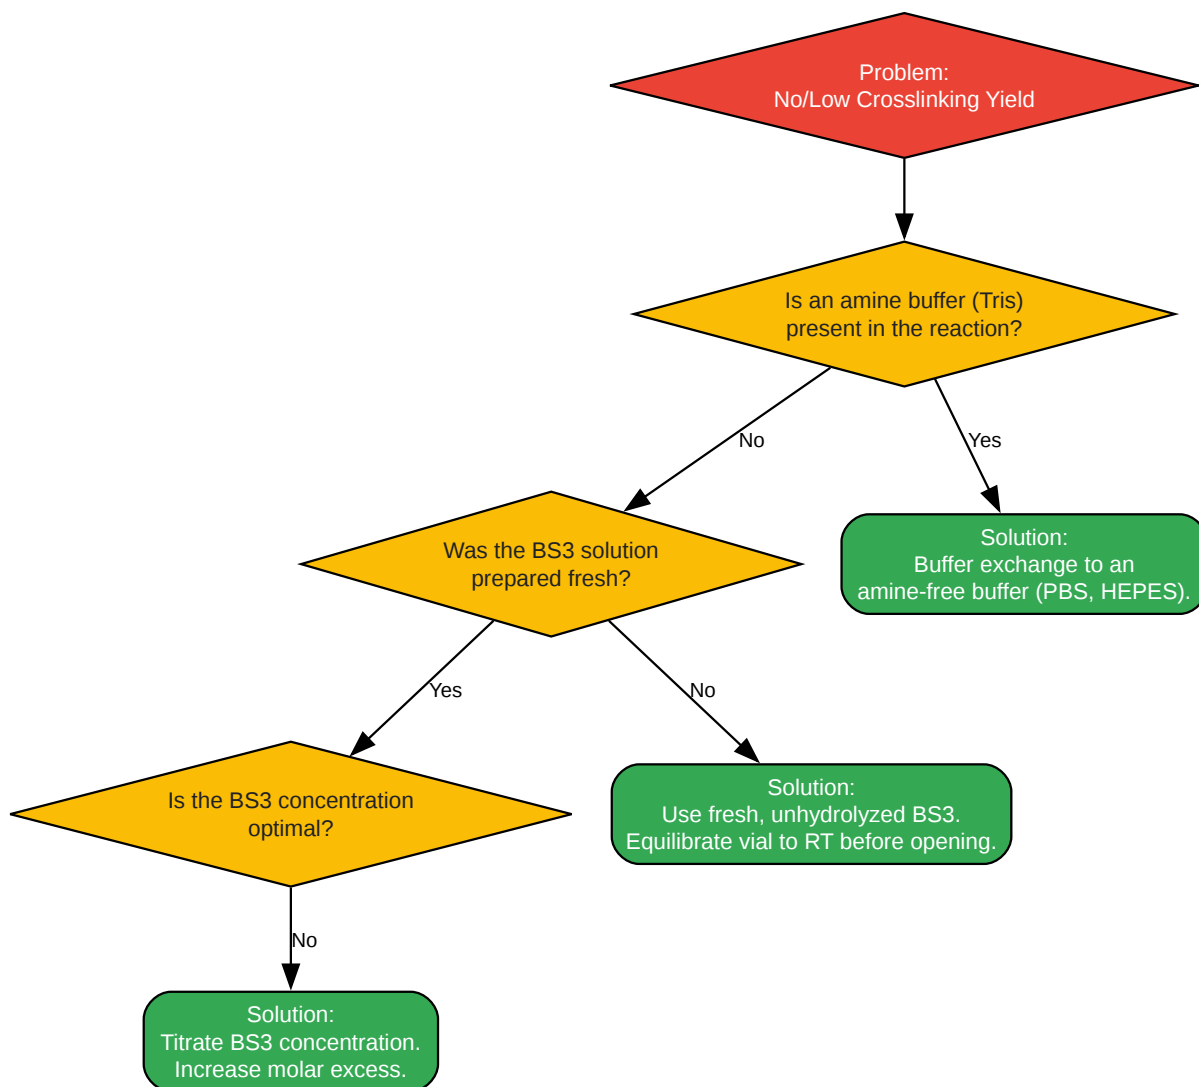 Problem:
No/Low Crosslinking Yield
Is an amine buffer (Tris)
present in the reaction?
No
Yes
Was the BS3 solution
prepared fresh?
Solution:
Buffer exchange to an
amine-free buffer (PBS, HEPES).
Yes
No
Is the BS3 concentration
optimal?
Solution:
Use fresh, unhydrolyzed BS3.
Equilibrate vial to RT before opening.
No
Solution:
Titrate BS3 concentration.
Increase molar excess.